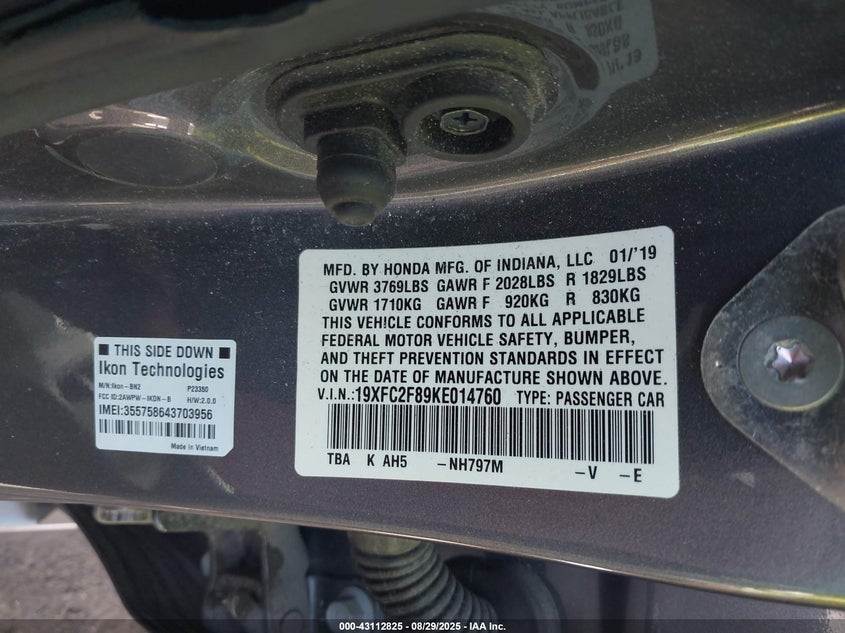 MFD. BY HONDA MFG. OF INDIANA, LLC 01/'19
GVWR 3769LBS GAWR F 2028LBS R 1829LBS
GVWR 1710KG GAWR F 920KG R 830KG
THIS VEHICLE CONFORMS TO ALL APPLICABLE
FEDERAL MOTOR VEHICLE SAFETY, BUMPER,
AND THEFT PREVENTION STANDARDS IN EFFECT
ON THE DATE OF MANUFACTURE SHOWN ABOVE.
V.I.N.:19XFC2F89KE014760 TYPE: PASSENGER CAR
TBA K AH5 -NH797M -V -E
THIS SIDE DOWN
Ikon Technologies
M/N:Ikon-BN2 P23350
FCC ID:2AWPW-IKON-B H/W:2.0.0
IMEI:355758643703956
Made in Vietnam
000-43112825 - 08/29/2025 - IAA, Inc. - Copyright